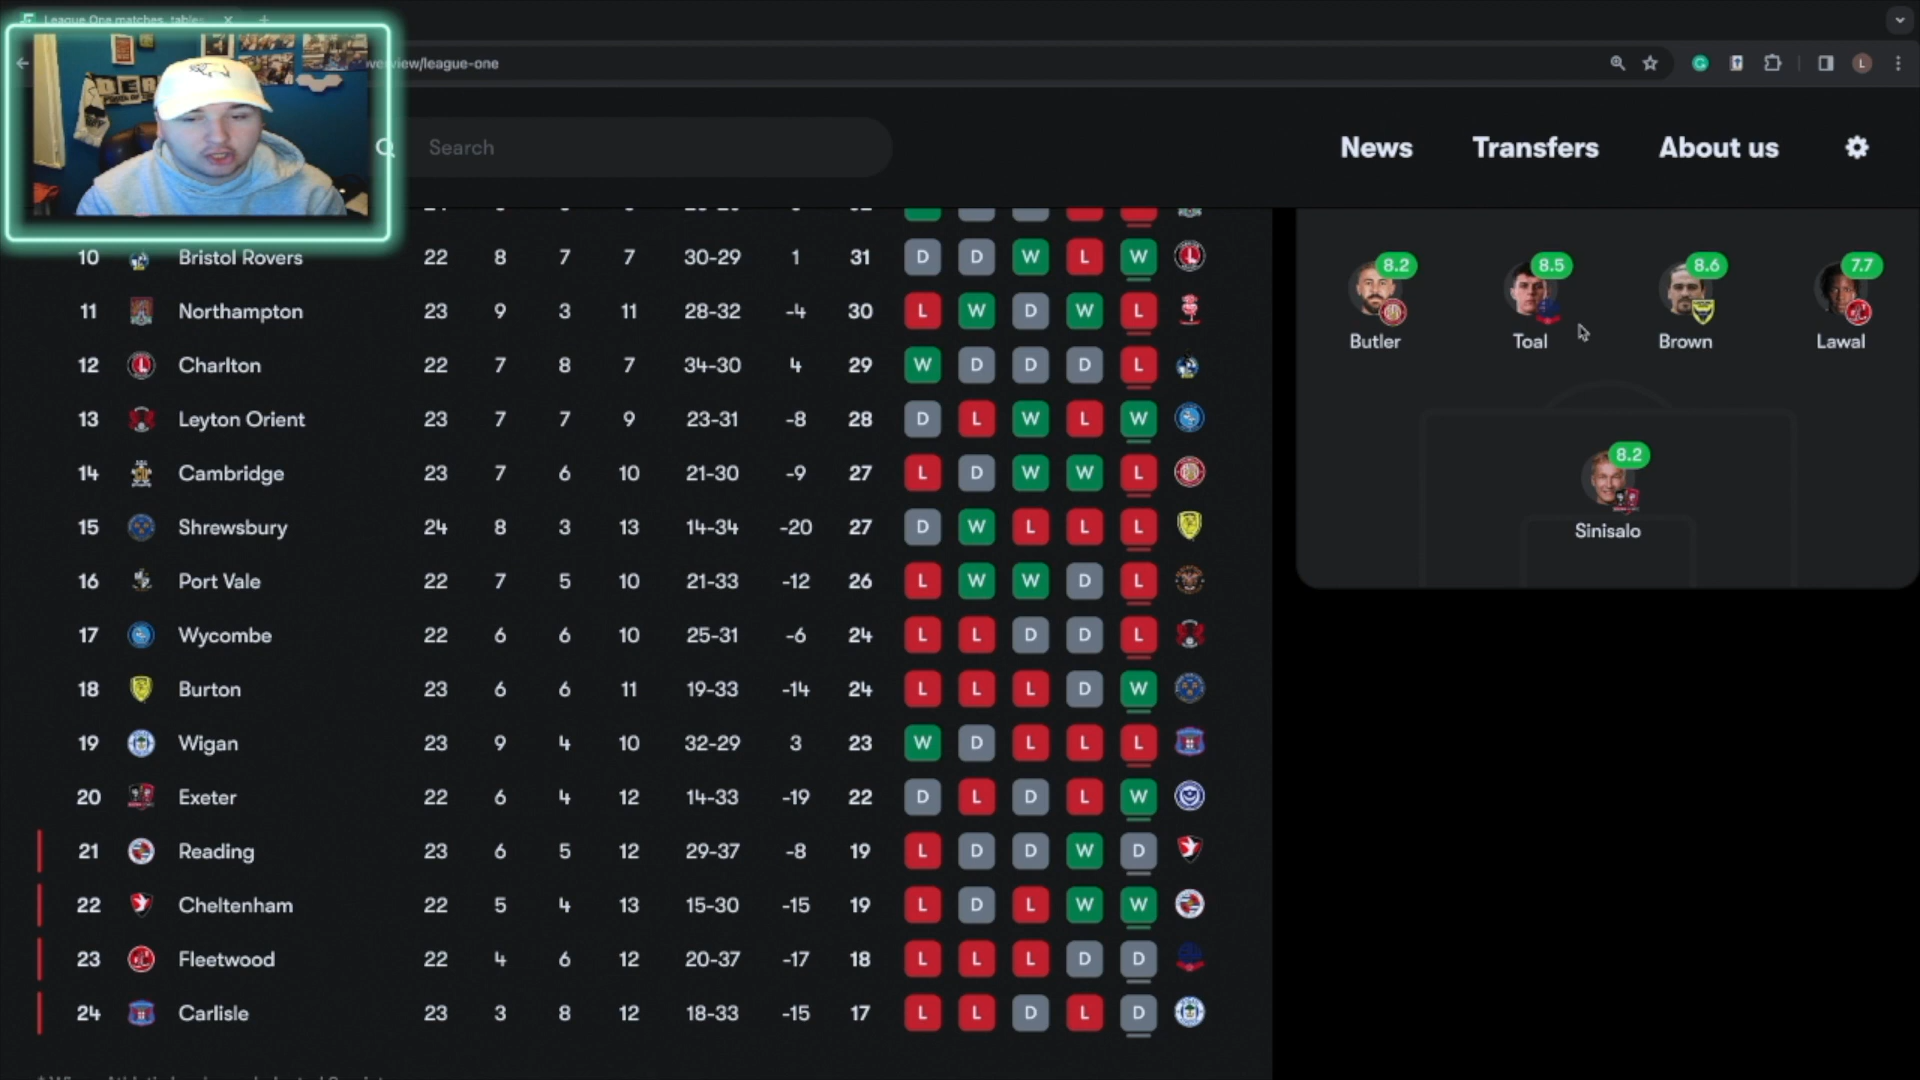 League One matches, tables
overview/league-one
Search
News Transfers About us
10 Bristol Rovers 22 8 7 7 30-29 1 31 D D W L W
11 Northampton 23 9 3 11 28-32 -4 30 L W D W L
12 Charlton 22 7 8 7 34-30 4 29 W D D D L
13 Leyton Orient 23 7 7 9 23-31 -8 28 D L W L W
14 Cambridge 23 7 6 10 21-30 -9 27 L D W W L
15 Shrewsbury 24 8 3 13 14-34 -20 27 D W L L L
16 Port Vale 22 7 5 10 21-33 -12 26 L W W D L
17 Wycombe 22 6 6 10 25-31 -6 24 L L D D L
18 Burton 23 6 6 11 19-33 -14 24 L L L D W
19 Wigan 23 9 4 10 32-29 3 23 W D L L L
20 Exeter 22 6 4 12 14-33 -19 22 D L D L W
21 Reading 23 6 5 12 29-37 -8 19 L D D W D
22 Cheltenham 22 5 4 13 15-30 -15 19 L D L W W
23 Fleetwood 22 4 6 12 20-37 -17 18 L L L D D
24 Carlisle 23 3 8 12 18-33 -15 17 L L D L D
8.2 8.5 8.6 7.7
Butler Toal Brown Lawal
8.2
Sinisalo